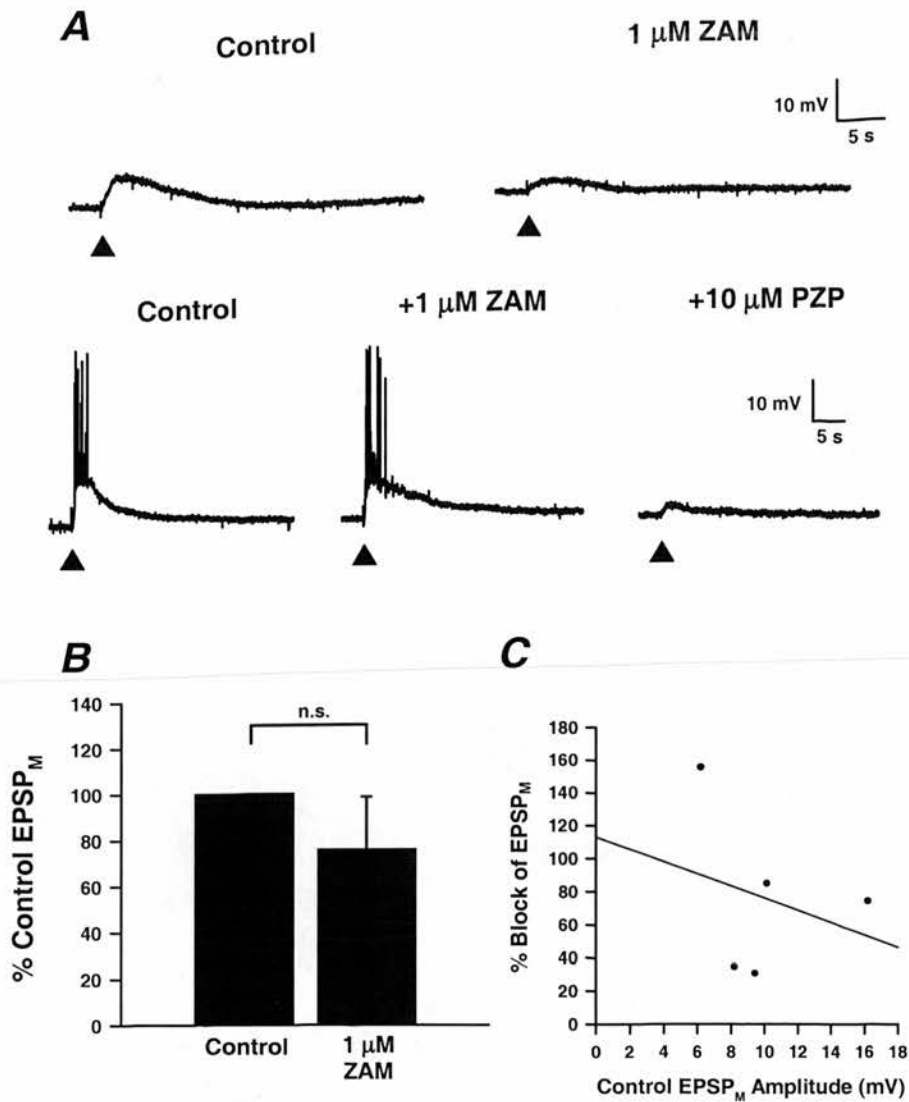 A
Control
1 μM ZAM
10 mV
5 s
Control
+1 μM ZAM
+10 μM PZP
10 mV
5 s
B
% Control EPSP_M
140
120
100
80
60
40
20
0
n.s.
Control
1 μM
ZAM
C
% Block of EPSP_M
180
160
140
120
100
80
60
40
20
0
0 2 4 6 8 10 12 14 16 18
Control EPSP_M Amplitude (mV)